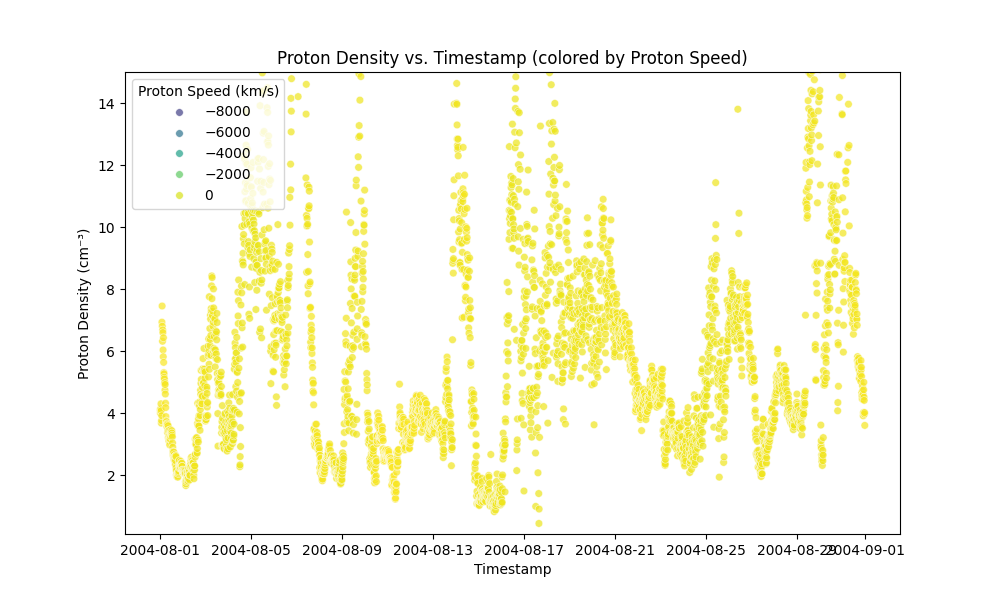 Proton Density vs. Timestamp (colored by Proton Speed)
Proton Density (cm⁻³)
14
12
10
8
6
4
2
Proton Speed (km/s)
−8000
−6000
−4000
−2000
0
2004-08-01 2004-08-05 2004-08-09 2004-08-13 2004-08-17 2004-08-21 2004-08-25 2004-08-29 2004-09-01
Timestamp